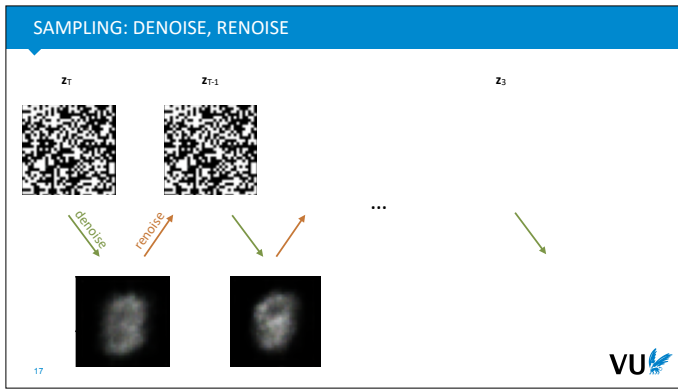 SAMPLING: DENOISE, RENOISE
zT zT-1 z3
denoise renoise
...
17
VU